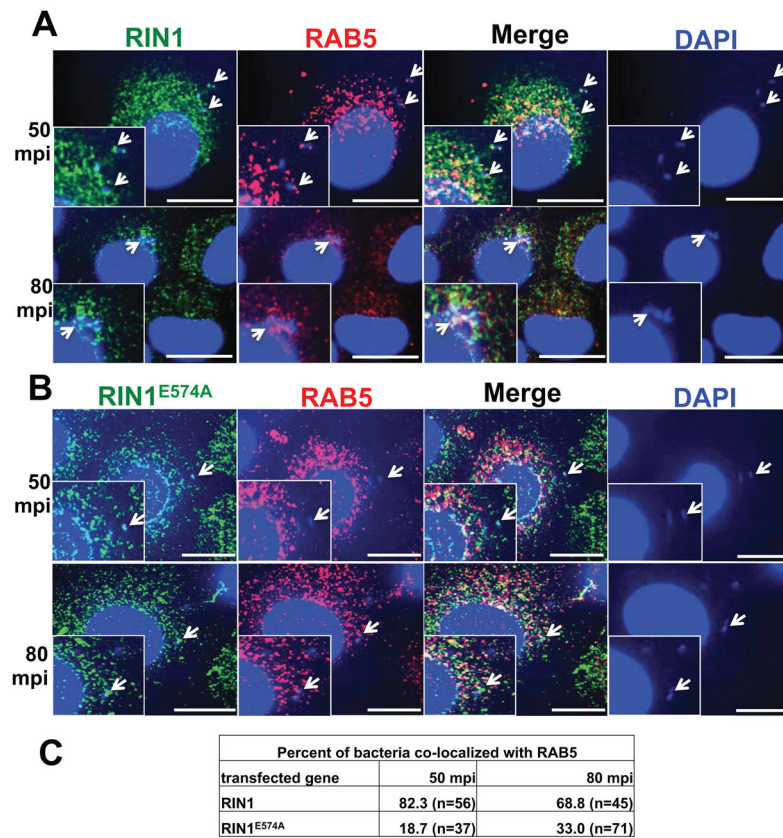 A
RIN1 RAB5 Merge DAPI
50
mpi
80
mpi
B
RIN1E574A RAB5 Merge DAPI
50
mpi
80
mpi
C
Percent of bacteria co-localized with RAB5
transfected gene 50 mpi 80 mpi
RIN1 82.3 (n=56) 68.8 (n=45)
RIN1E574A 18.7 (n=37) 33.0 (n=71)